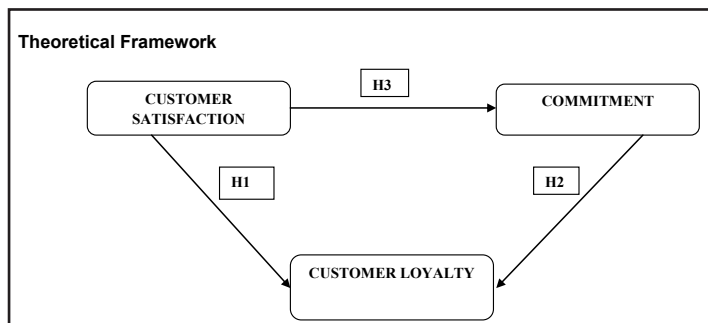 Theoretical Framework
H3
CUSTOMER
SATISFACTION
COMMITMENT
H1
H2
CUSTOMER LOYALTY